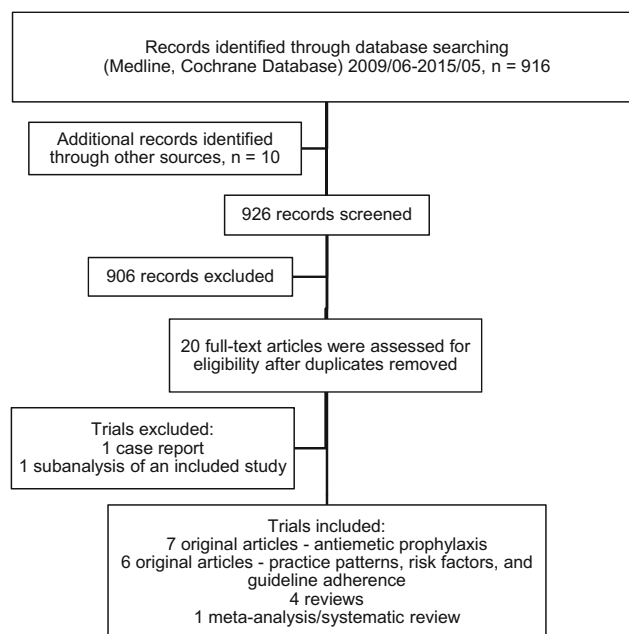 Records identified through database searching
(Medline, Cochrane Database) 2009/06-2015/05, n = 916
Additional records identified
through other sources, n = 10
926 records screened
906 records excluded
20 full-text articles were assessed for
eligibility after duplicates removed
Trials excluded:
1 case report
1 subanalysis of an included study
Trials included:
7 original articles - antiemetic prophylaxis
6 original articles - practice patterns, risk factors, and
guideline adherence
4 reviews
1 meta-analysis/systematic review